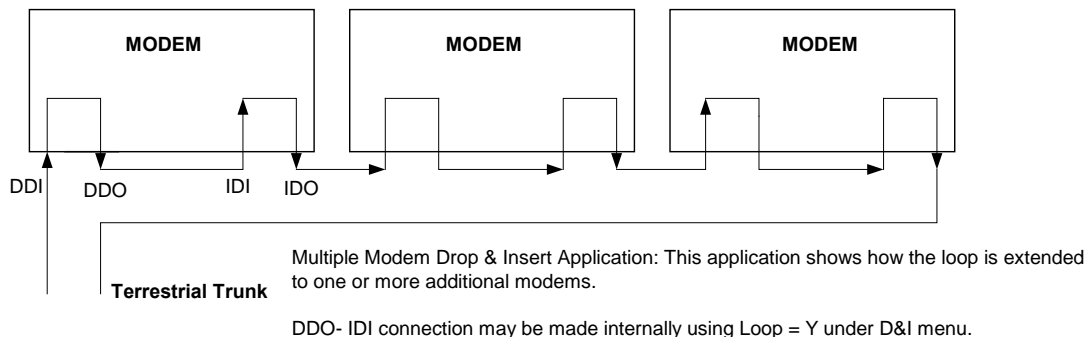 MODEM MODEM MODEM
DDI DDO IDI IDO
Terrestrial Trunk
Multiple Modem Drop & Insert Application: This application shows how the loop is extended
to one or more additional modems.
DDO- IDI connection may be made internally using Loop = Y under D&I menu.